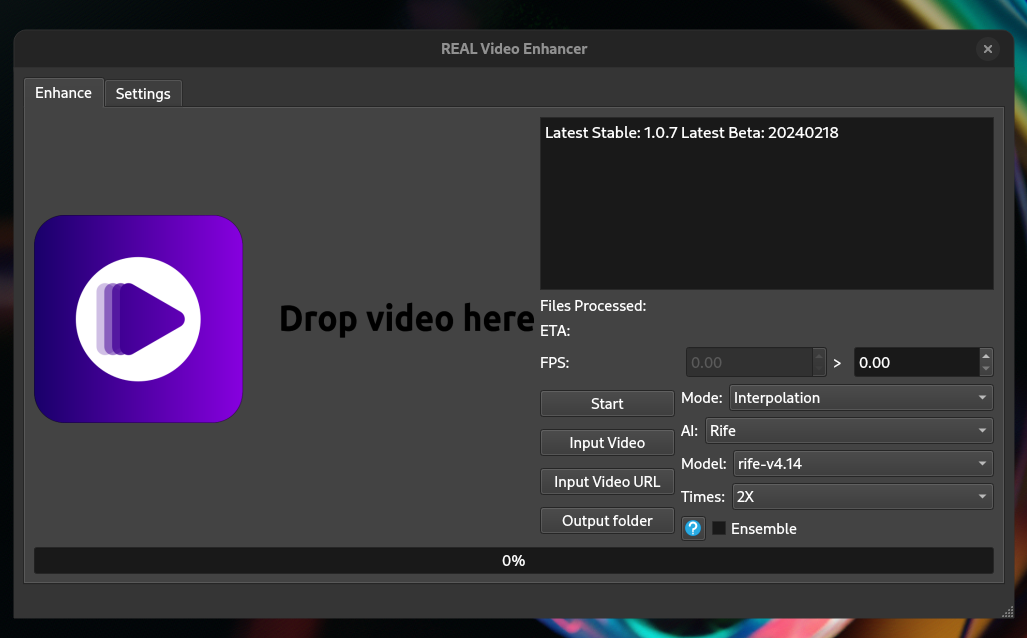 REAL Video Enhancer
Enhance
Settings
Latest Stable: 1.0.7 Latest Beta: 20240218
Drop video here
Files Processed:
ETA:
FPS:
0.00 > 0.00
Start
Input Video
Input Video URL
Output folder
Mode: Interpolation
AI: Rife
Model: rife-v4.14
Times: 2X
? Ensemble
0%